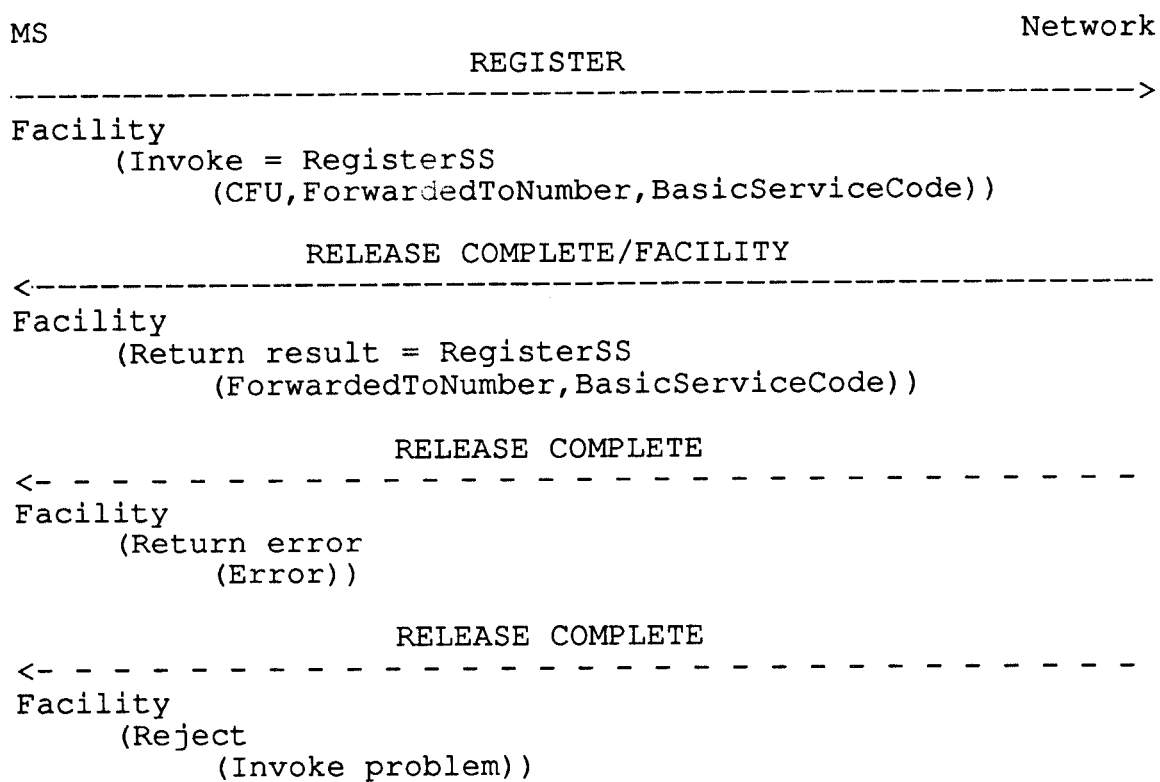 MS Network
REGISTER
------------------------------------------------------>
Facility
(Invoke = RegisterSS
(CFU,ForwardedToNumber,BasicServiceCode))
RELEASE COMPLETE/FACILITY
<------------------------------------------------------
Facility
(Return result = RegisterSS
(ForwardedToNumber,BasicServiceCode))
RELEASE COMPLETE
<- - - - - - - - - - - - - - - - - - - - - - - - - - -
Facility
(Return error
(Error))
RELEASE COMPLETE
<- - - - - - - - - - - - - - - - - - - - - - - - - - -
Facility
(Reject
(Invoke problem))